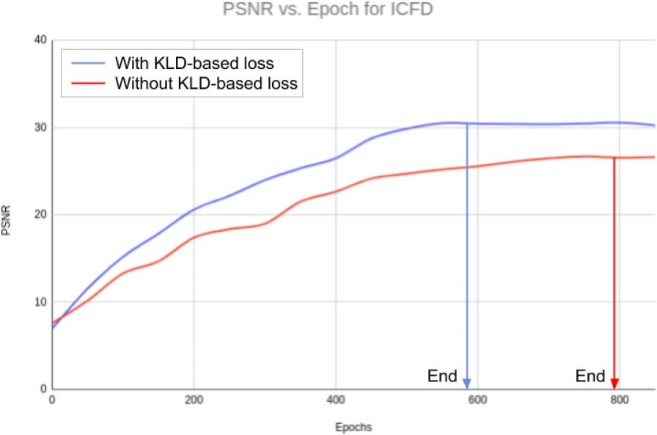 PSNR vs. Epoch for ICFD
40
With KLD-based loss
Without KLD-based loss
30
20
10
0
PSNR
End
End
0
200
400
600
800
Epochs